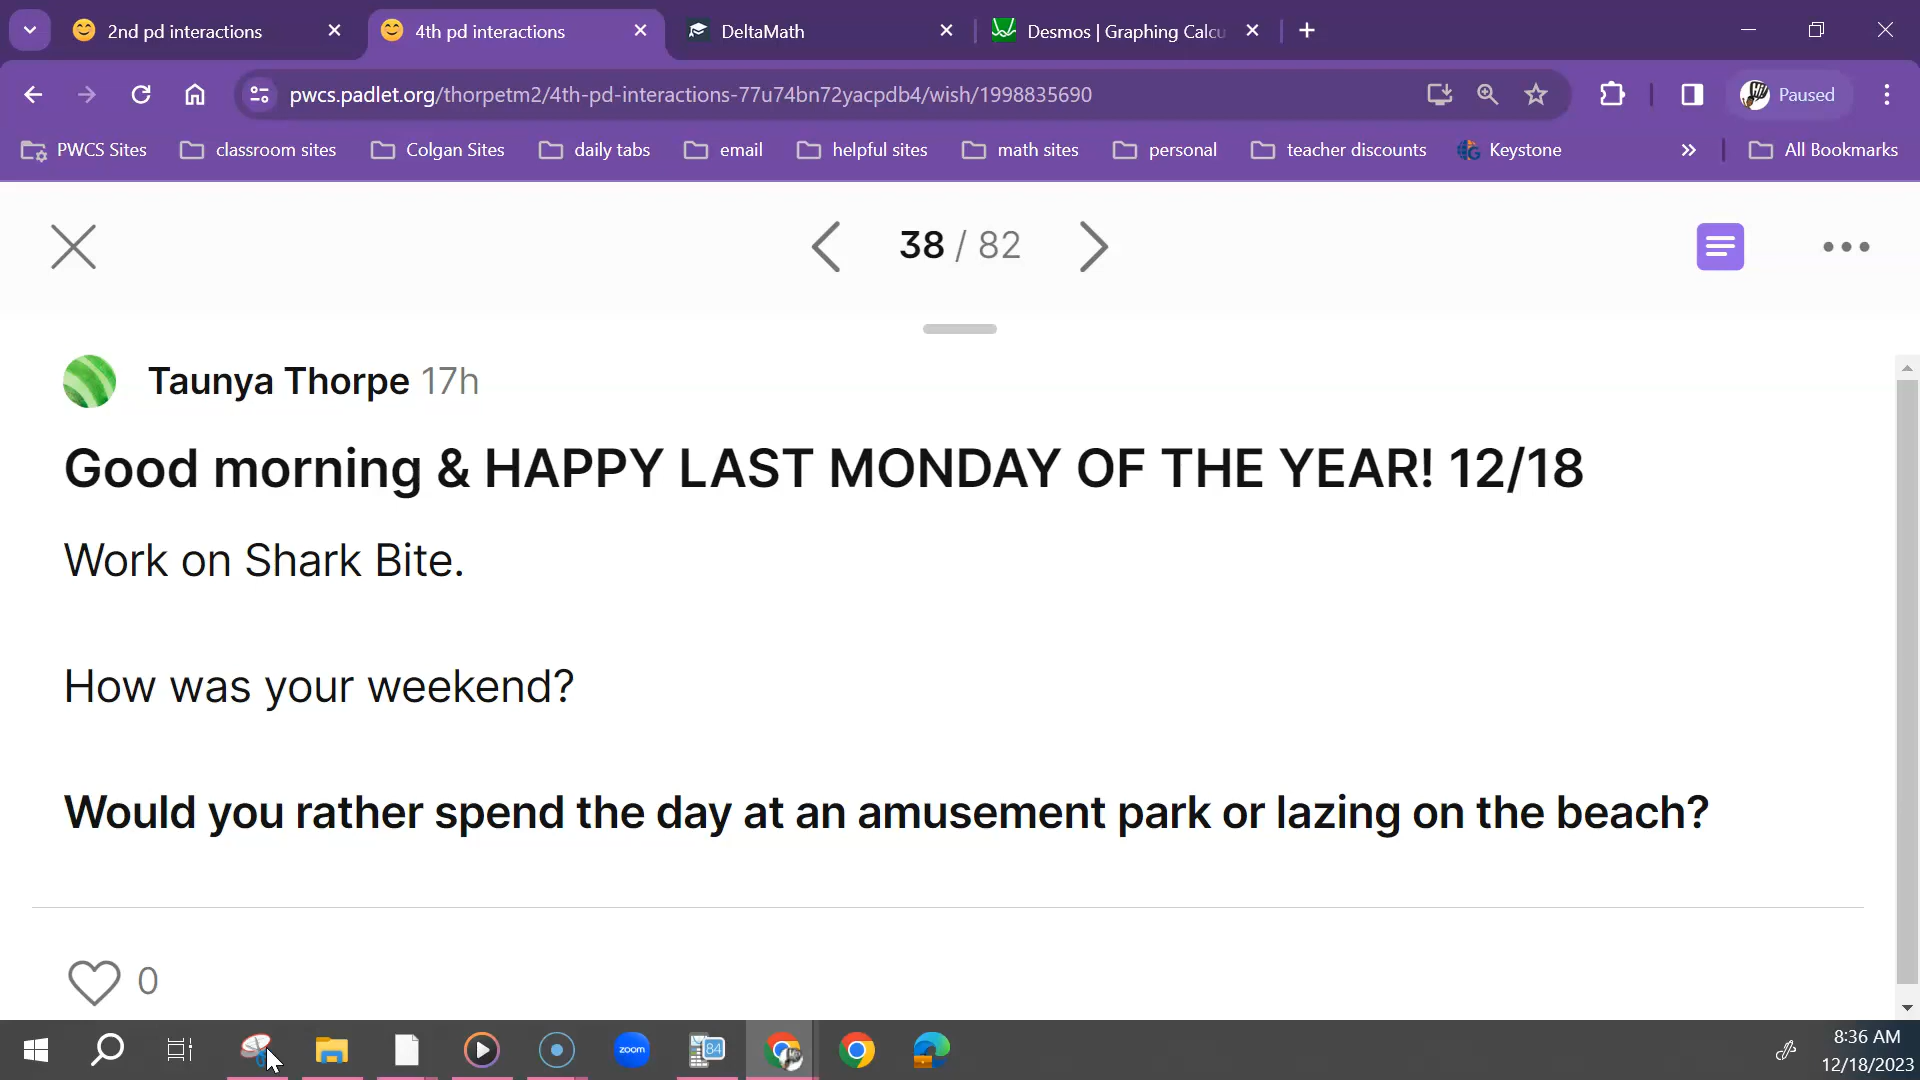 2nd pd interactions
4th pd interactions
DeltaMath
Desmos | Graphing Calcu
pwcs.padlet.org/thorpetm2/4th-pd-interactions-77u74bn72yacpdb4/wish/1998835690
Paused
PWCS Sites
classroom sites
Colgan Sites
daily tabs
email
helpful sites
math sites
personal
teacher discounts
Keystone
All Bookmarks
38 / 82
Taunya Thorpe 17h
Good morning & HAPPY LAST MONDAY OF THE YEAR! 12/18
Work on Shark Bite.
How was your weekend?
Would you rather spend the day at an amusement park or lazing on the beach?
0
zoom
84
8:36 AM
12/18/2023